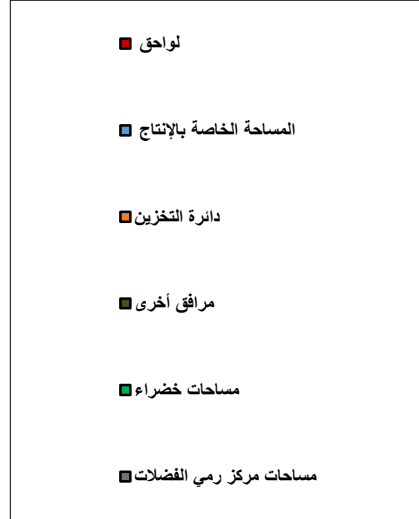 لواحق
المساحة الخاصة بالإنتاج
دائرة التخزين
مرافق أخرى
مساحات خضراء
مساحات مركز رمي الفضلات